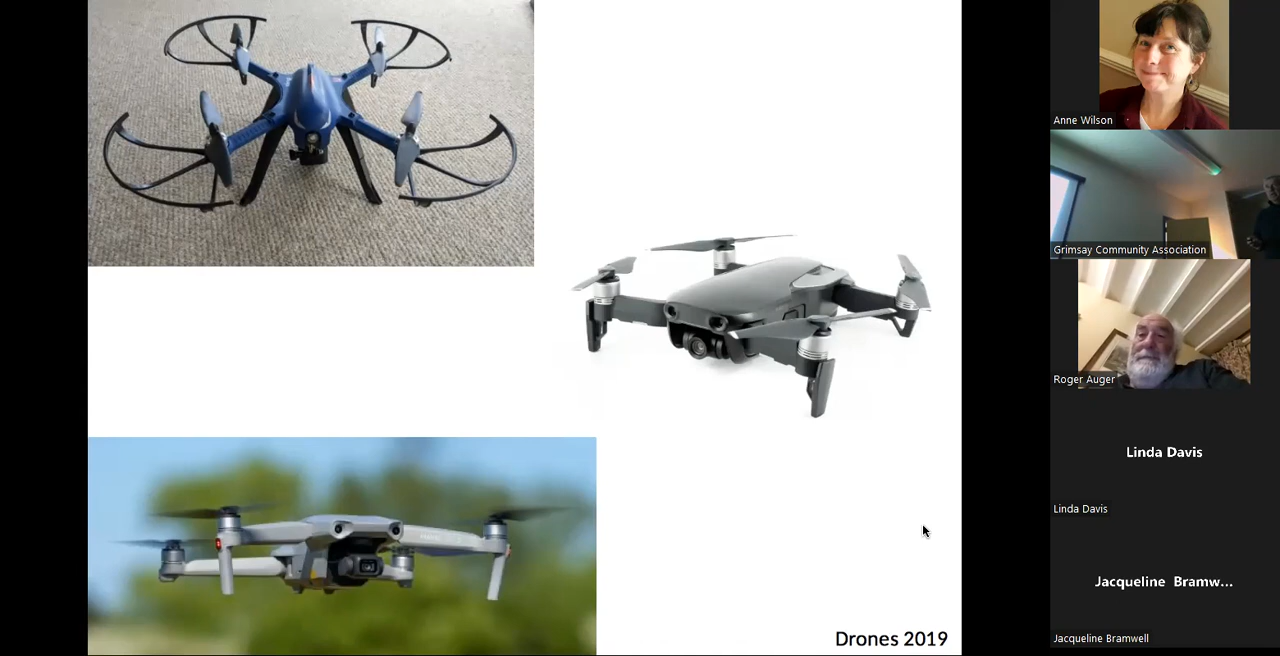 Drones 2019
Anne Wilson
Grimsay Community Association
Roger Auger
Linda Davis
Linda Davis
Jacqueline Bramw...
Jacqueline Bramwell